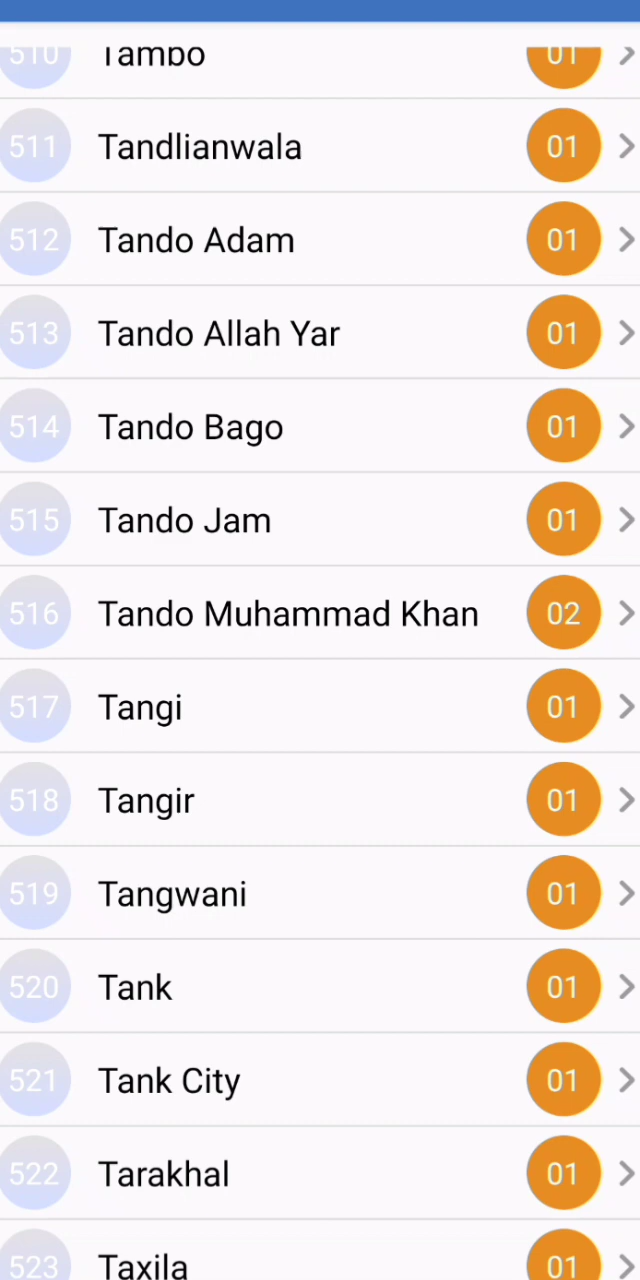 510 Tambo 01
511 Tandlianwala 01
512 Tando Adam 01
513 Tando Allah Yar 01
514 Tando Bago 01
515 Tando Jam 01
516 Tando Muhammad Khan 02
517 Tangi 01
518 Tangir 01
519 Tangwani 01
520 Tank 01
521 Tank City 01
522 Tarakhal 01
523 Taxila 01